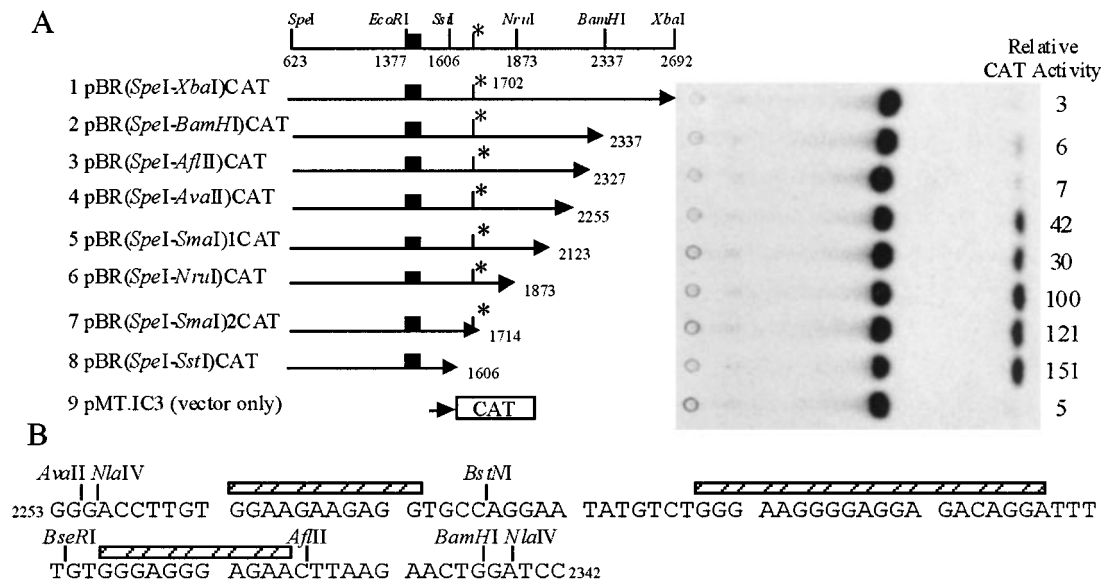 A
SpeI EcoRI SstI NruI BamHI XbaI
* 
623 1377 1606 1873 2337 2692
Relative
CAT Activity
1 pBR(SpeI-XbaI)CAT * 1702 3
2 pBR(SpeI-BamHI)CAT * 2337 6
3 pBR(SpeI-AflII)CAT * 2327 7
4 pBR(SpeI-AvaII)CAT * 2255 42
5 pBR(SpeI-SmaI)1CAT * 2123 30
6 pBR(SpeI-NruI)CAT * 1873 100
7 pBR(SpeI-SmaI)2CAT * 1714 121
8 pBR(SpeI-SstI)CAT 1606 151
9 pMT.IC3 (vector only) CAT 5
B
AvaII NlaIV BstNI
2253 GGGACCTTGT GGAAGAAGAG GTGCCAGGAA TATGTCTGGG AAGGGGAGGA GACAGGATTT
BseRI AflII BamHI NlaIV
TGTGGGAGGG AGAACTTAAG AACTGGATCC 2342